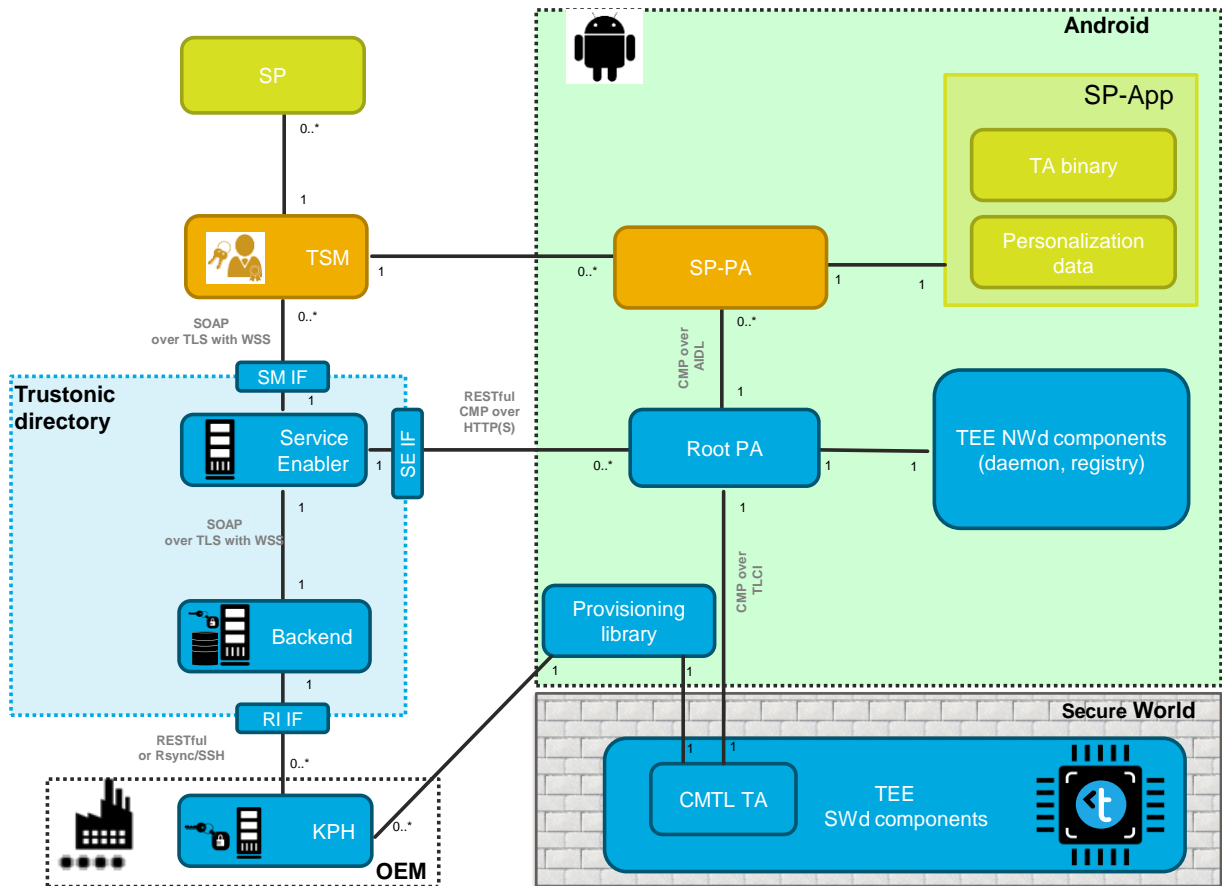 Android
SP
SP-App
0..*
TA binary
1
Personalization
data
TSM
1
0..*
SP-PA
1
1
0..*
SOAP
over TLS with WSS
0..*
CMP over
AIDL
SM IF
1
Trustonic
directory
1
RESTful
CMP over
HTTP(S)
Service
Enabler
1
SE IF
0..*
Root PA
1
1
TEE NWd components
(daemon, registry)
1
1
SOAP
over TLS with WSS
CMP over
TLCI
1
Provisioning
library
Backend
1
1
1
RI IF
Secure World
RESTful
or Rsync/SSH
0..*
1
1
CMTL TA
TEE
SWd components
t
KPH
0..*
OEM